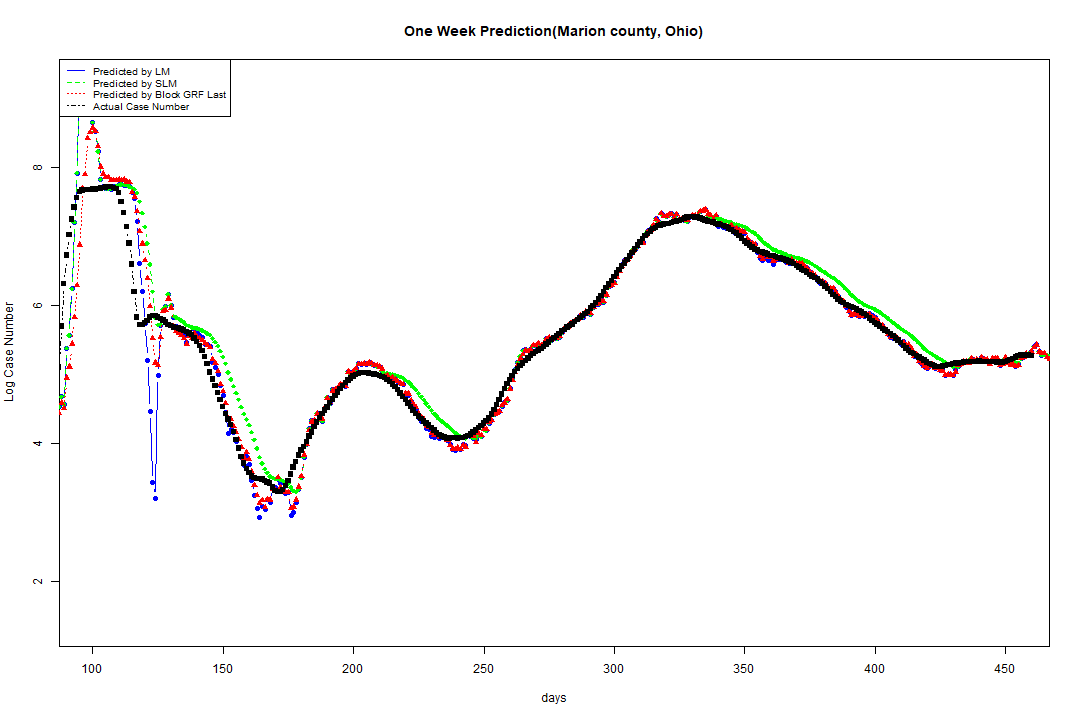 One Week Prediction(Marion county, Ohio)
Predicted by LM
Predicted by SLM
Predicted by Block GRF Last
Actual Case Number
Log Case Number
8
6
4
2
100 150 200 250 300 350 400 450
days